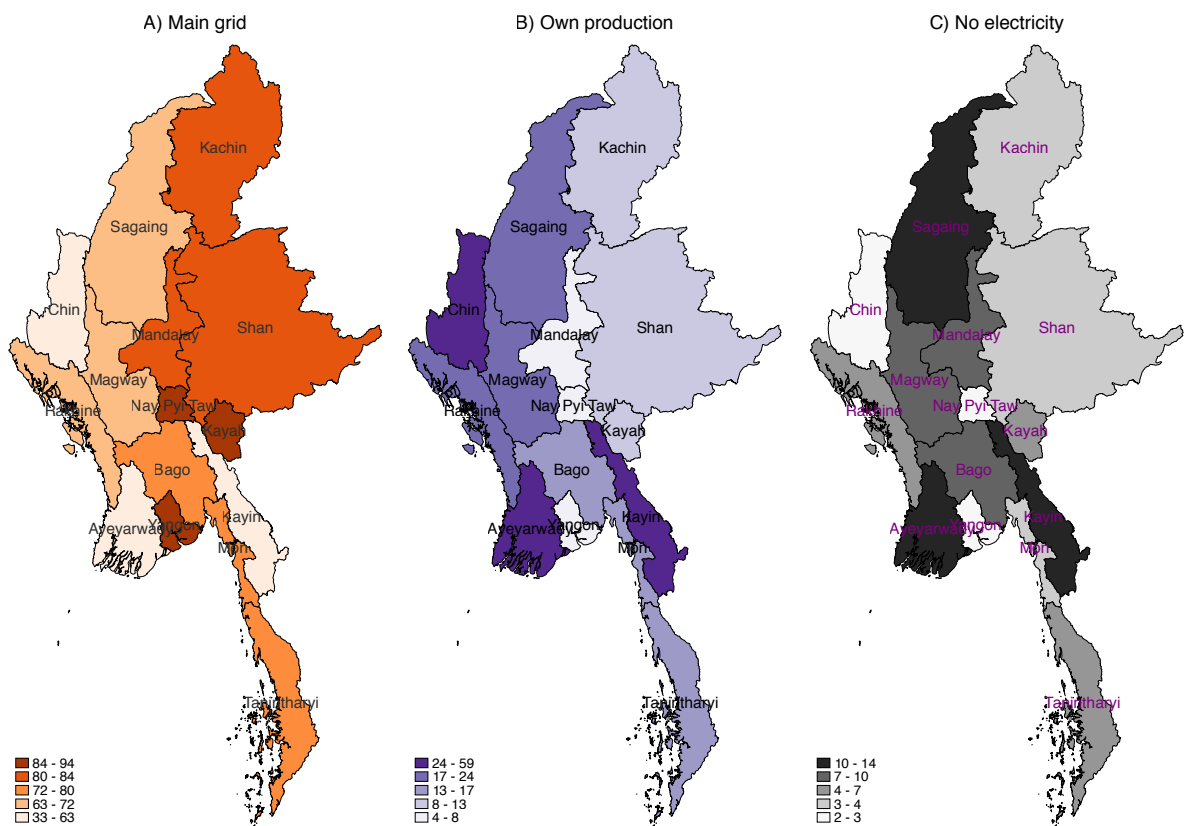 A) Main grid
Kachin
Sagaing
Chin
Shan
Mandalay
Magway
Nay Pyi Taw
Rakhine
Kayah
Bago
Kayin
Ayeyarwady
Yangon
Mon
Tanintharyi
84 - 94
80 - 84
72 - 80
63 - 72
33 - 63
B) Own production
Kachin
Sagaing
Chin
Shan
Mandalay
Magway
Nay Pyi Taw
Rakhine
Kayah
Bago
Kayin
Ayeyarwady
Yangon
Mon
Tanintharyi
24 - 59
17 - 24
13 - 17
8 - 13
4 - 8
C) No electricity
Kachin
Sagaing
Chin
Shan
Mandalay
Magway
Nay Pyi Taw
Rakhine
Kayah
Bago
Kayin
Ayeyarwady
Yangon
Mon
Tanintharyi
10 - 14
7 - 10
4 - 7
3 - 4
2 - 3